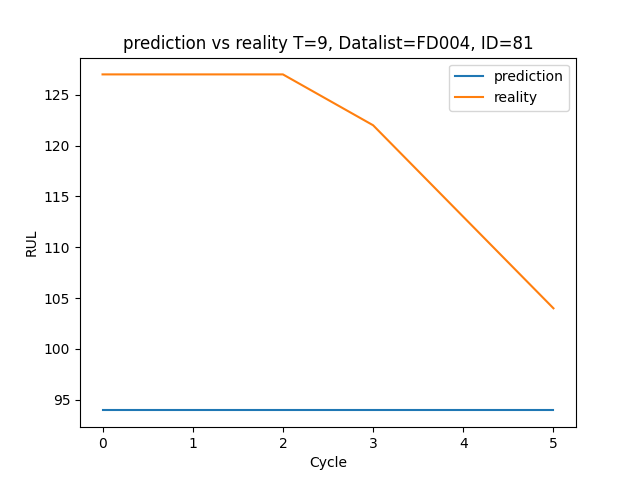 prediction vs reality T=9, Datalist=FD004, ID=81
prediction
reality
RUL
125
120
115
110
105
100
95
0 1 2 3 4 5
Cycle